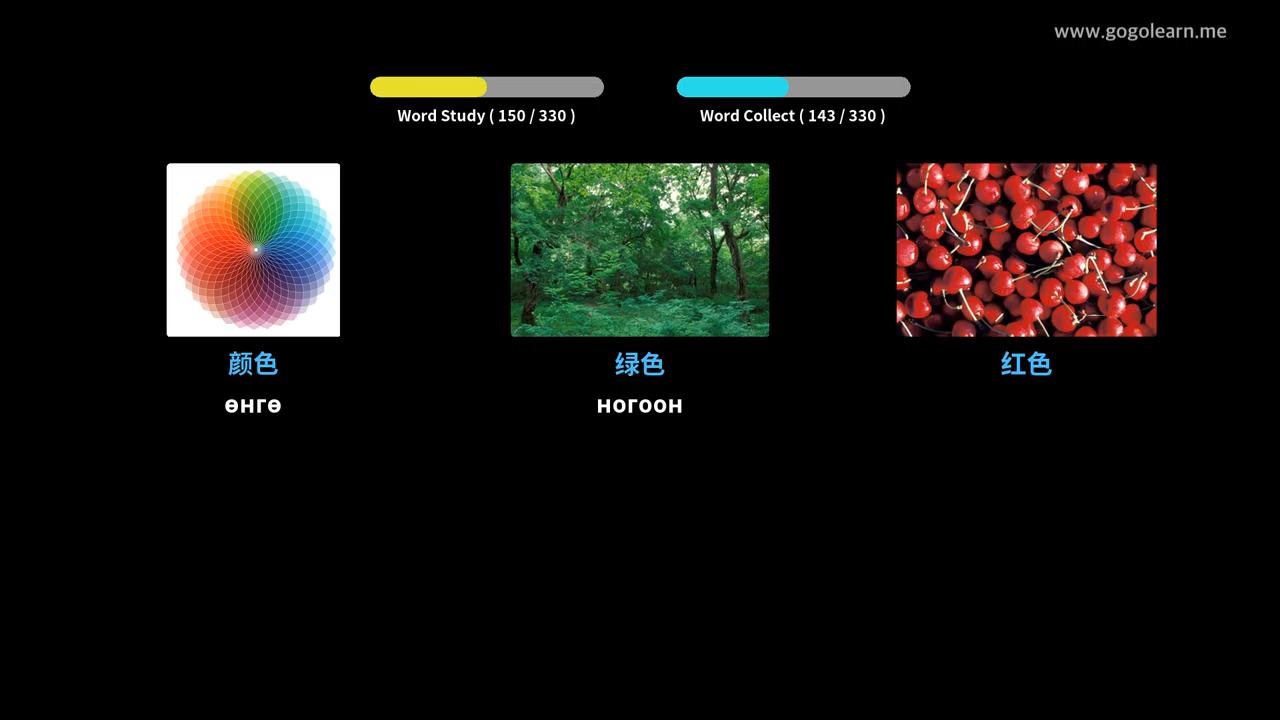 www.gogolearn.me
Word Study ( 150 / 330 )
Word Collect ( 143 / 330 )
颜色
绿色
红色
өнгө
ногоон